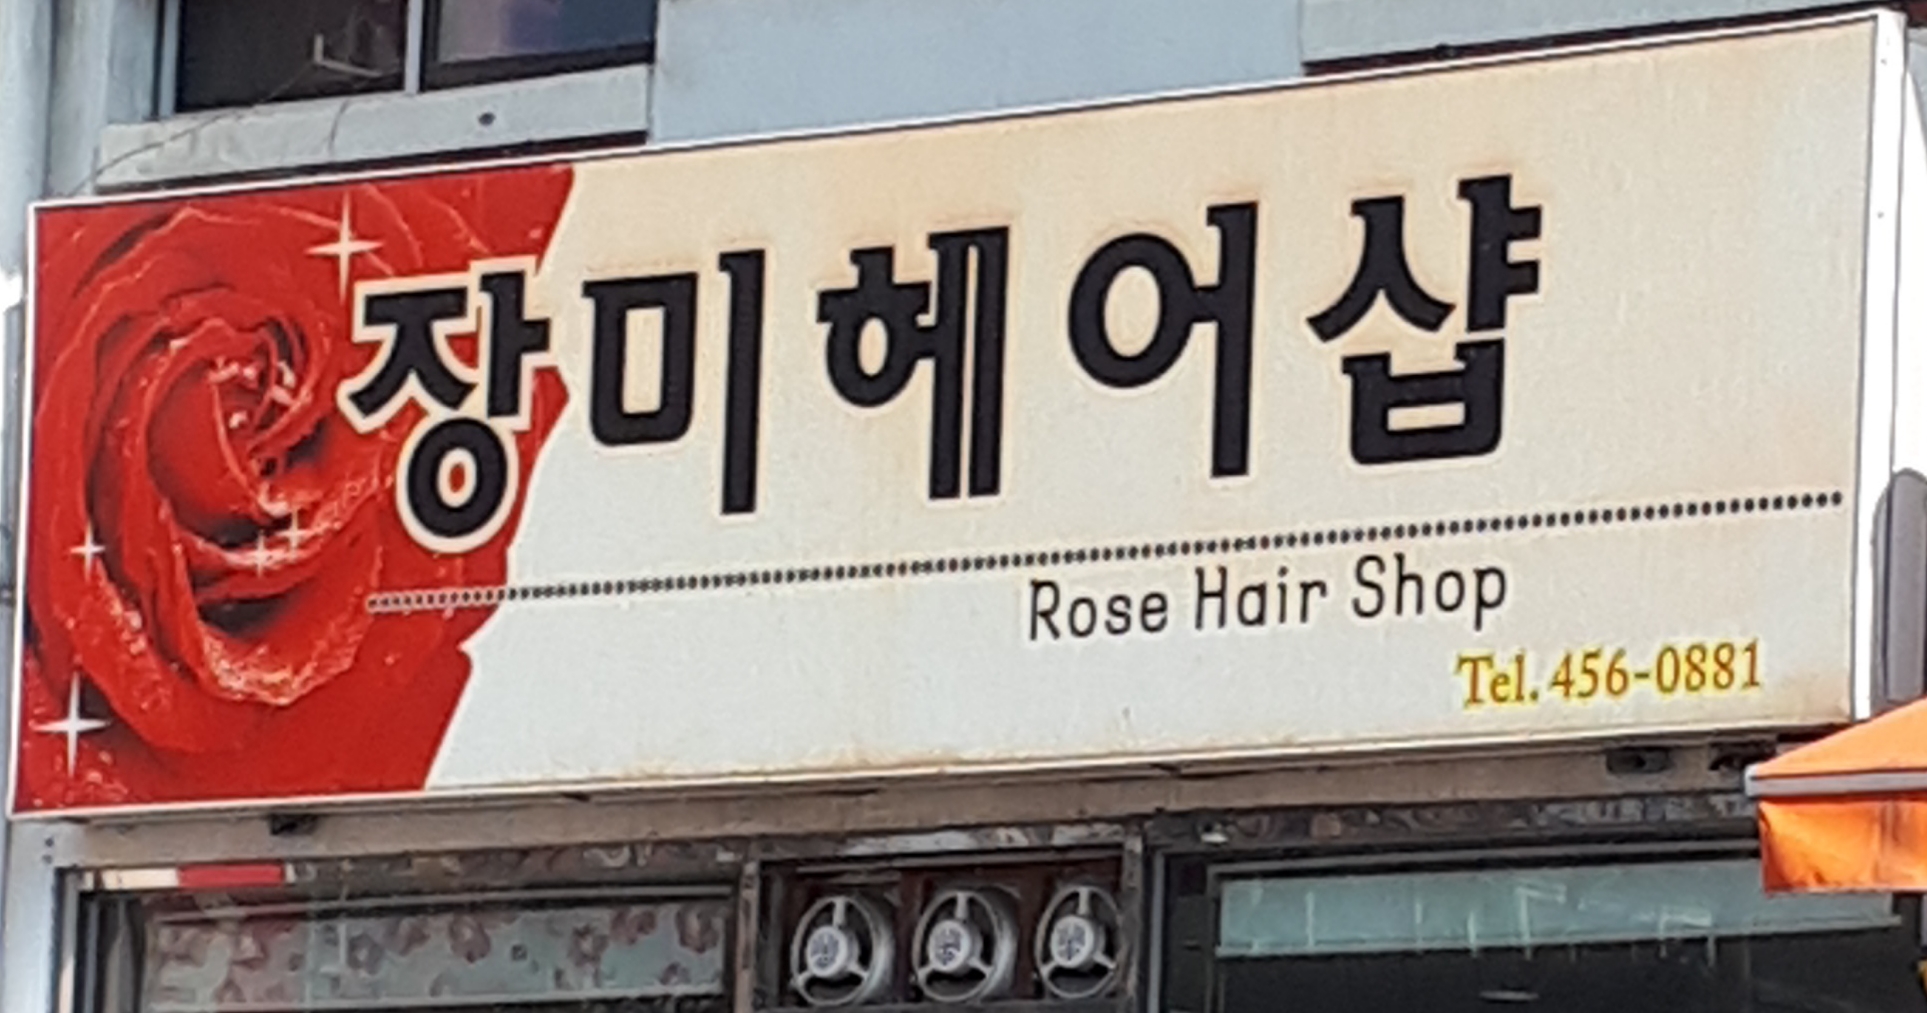 장미헤어샵
Rose Hair Shop
Tel. 456-0881